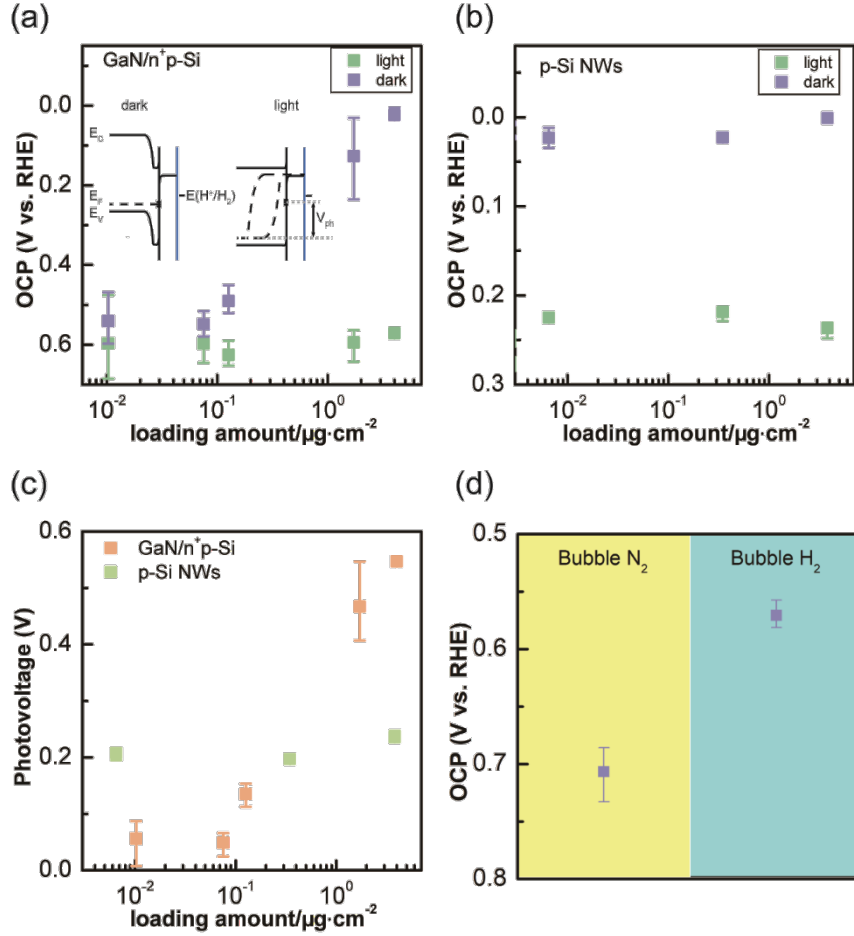 (a)
GaN/n⁺p-Si
light
dark
dark
light
E_C
E_F
E_V
E(H⁺/H₂)
V_ph
0.0
0.2
0.4
0.6
OCP (V vs. RHE)
10⁻² 10⁻¹ 10⁰
loading amount/µg·cm⁻²
(b)
p-Si NWs
light
dark
0.0
0.1
0.2
0.3
OCP (V vs. RHE)
10⁻² 10⁻¹ 10⁰
loading amount/µg·cm⁻²
(c)
GaN/n⁺p-Si
p-Si NWs
0.6
0.4
0.2
0.0
Photovoltage (V)
10⁻² 10⁻¹ 10⁰
loading amount/µg·cm⁻²
(d)
Bubble N₂ Bubble H₂
0.5
0.6
0.7
0.8
OCP (V vs. RHE)